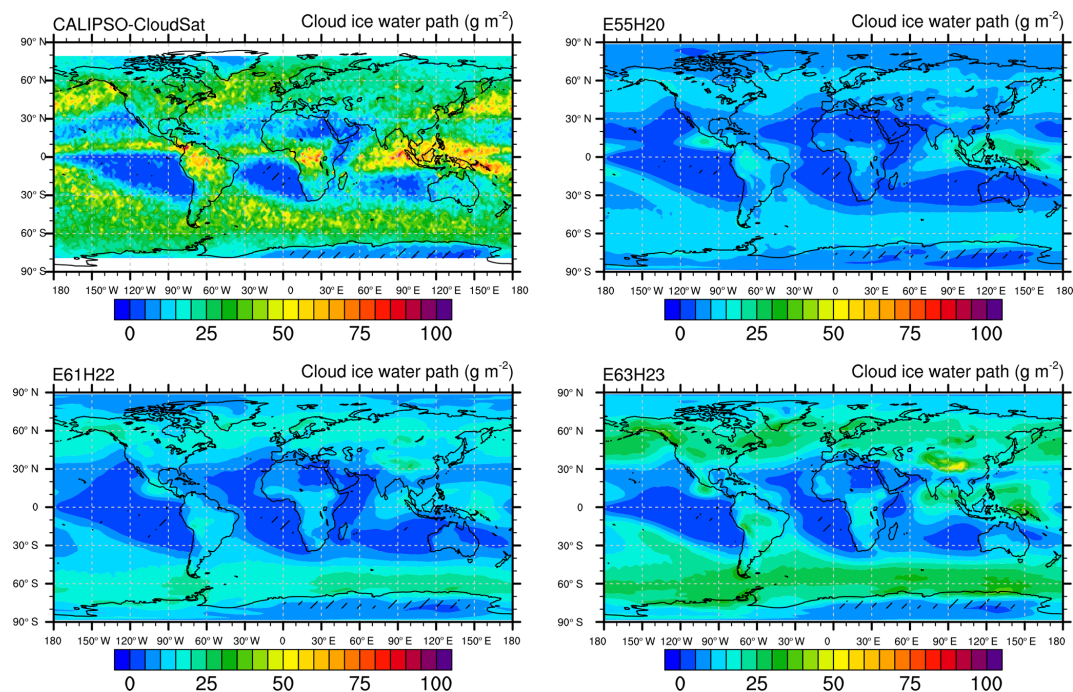 CALIPSO-CloudSat Cloud ice water path (g m⁻²)
90° N
60° N
30° N
0
30° S
60° S
90° S
180 150° W 120° W 90° W 60° W 30° W 0 30° E 60° E 90° E 120° E 150° E 180
0 25 50 75 100
E55H20 Cloud ice water path (g m⁻²)
90° N
60° N
30° N
0
30° S
60° S
90° S
180 150° W 120° W 90° W 60° W 30° W 0 30° E 60° E 90° E 120° E 150° E 180
0 25 50 75 100
E61H22 Cloud ice water path (g m⁻²)
90° N
60° N
30° N
0
30° S
60° S
90° S
180 150° W 120° W 90° W 60° W 30° W 0 30° E 60° E 90° E 120° E 150° E 180
0 25 50 75 100
E63H23 Cloud ice water path (g m⁻²)
90° N
60° N
30° N
0
30° S
60° S
90° S
180 150° W 120° W 90° W 60° W 30° W 0 30° E 60° E 90° E 120° E 150° E 180
0 25 50 75 100